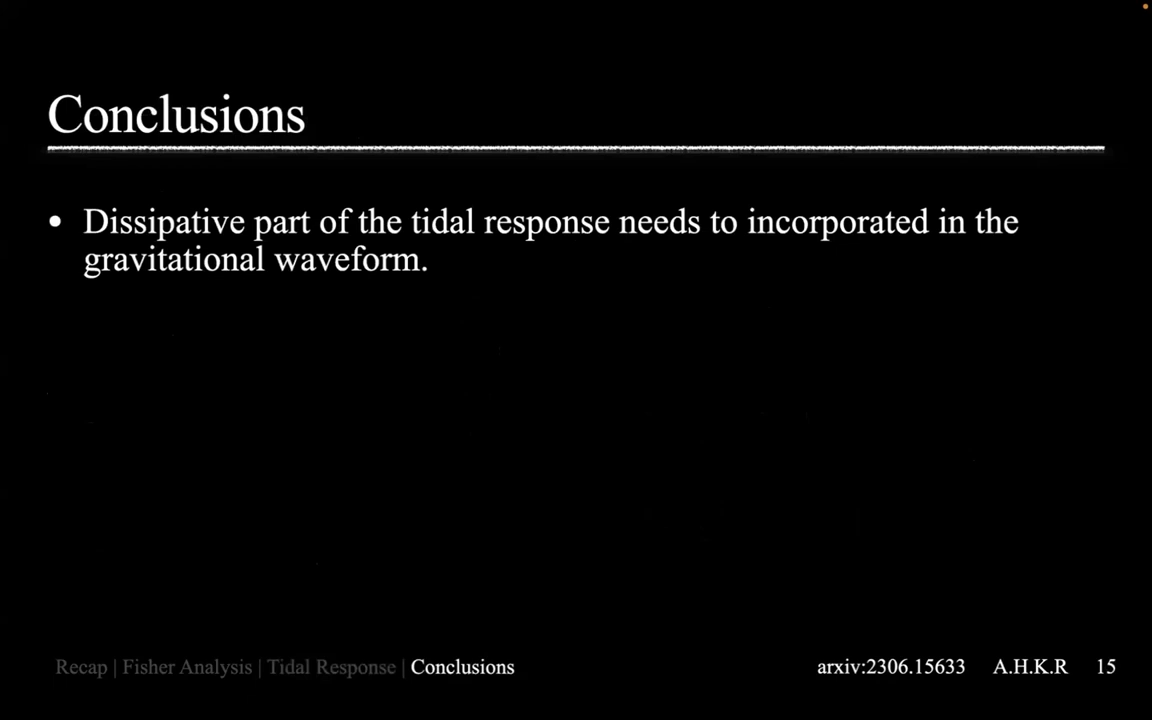 Conclusions
• Dissipative part of the tidal response needs to incorporated in the
gravitational waveform.
Recap | Fisher Analysis | Tidal Response | Conclusions
arxiv:2306.15633 A.H.K.R 15